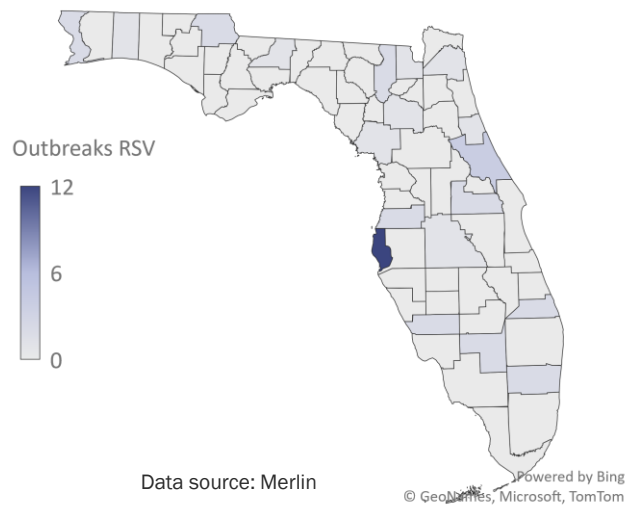 Outbreaks RSV
12
6
0
Data source: Merlin
Powered by Bing
© GeoNames, Microsoft, TomTom